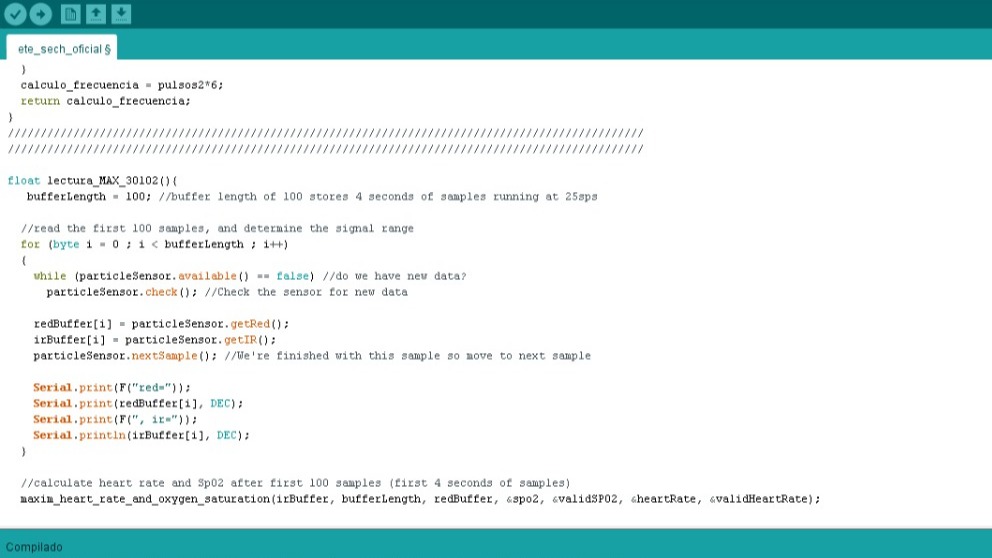 ete_sech_oficial §
}
calculo_frecuencia = pulsos2*6;
return calculo_frecuencia;
}
/////////////////////////////////////////////////////////////////////////////////////////////////
/////////////////////////////////////////////////////////////////////////////////////////////////
float lectura_MAX_30102(){
bufferLength = 100; //buffer length of 100 stores 4 seconds of samples running at 25sps
//read the first 100 samples, and determine the signal range
for (byte i = 0 ; i < bufferLength ; i++)
{
while (particleSensor.available() == false) //do we have new data?
particleSensor.check(); //Check the sensor for new data
redBuffer[i] = particleSensor.getRed();
irBuffer[i] = particleSensor.getIR();
particleSensor.nextSample(); //We're finished with this sample so move to next sample
Serial.print(F("red="));
Serial.print(redBuffer[i], DEC);
Serial.print(F(", ir="));
Serial.println(irBuffer[i], DEC);
}
//calculate heart rate and SpO2 after first 100 samples (first 4 seconds of samples)
maxim_heart_rate_and_oxygen_saturation(irBuffer, bufferLength, redBuffer, &spo2, &validSPO2, &heartRate, &validHeartRate);
Compilado